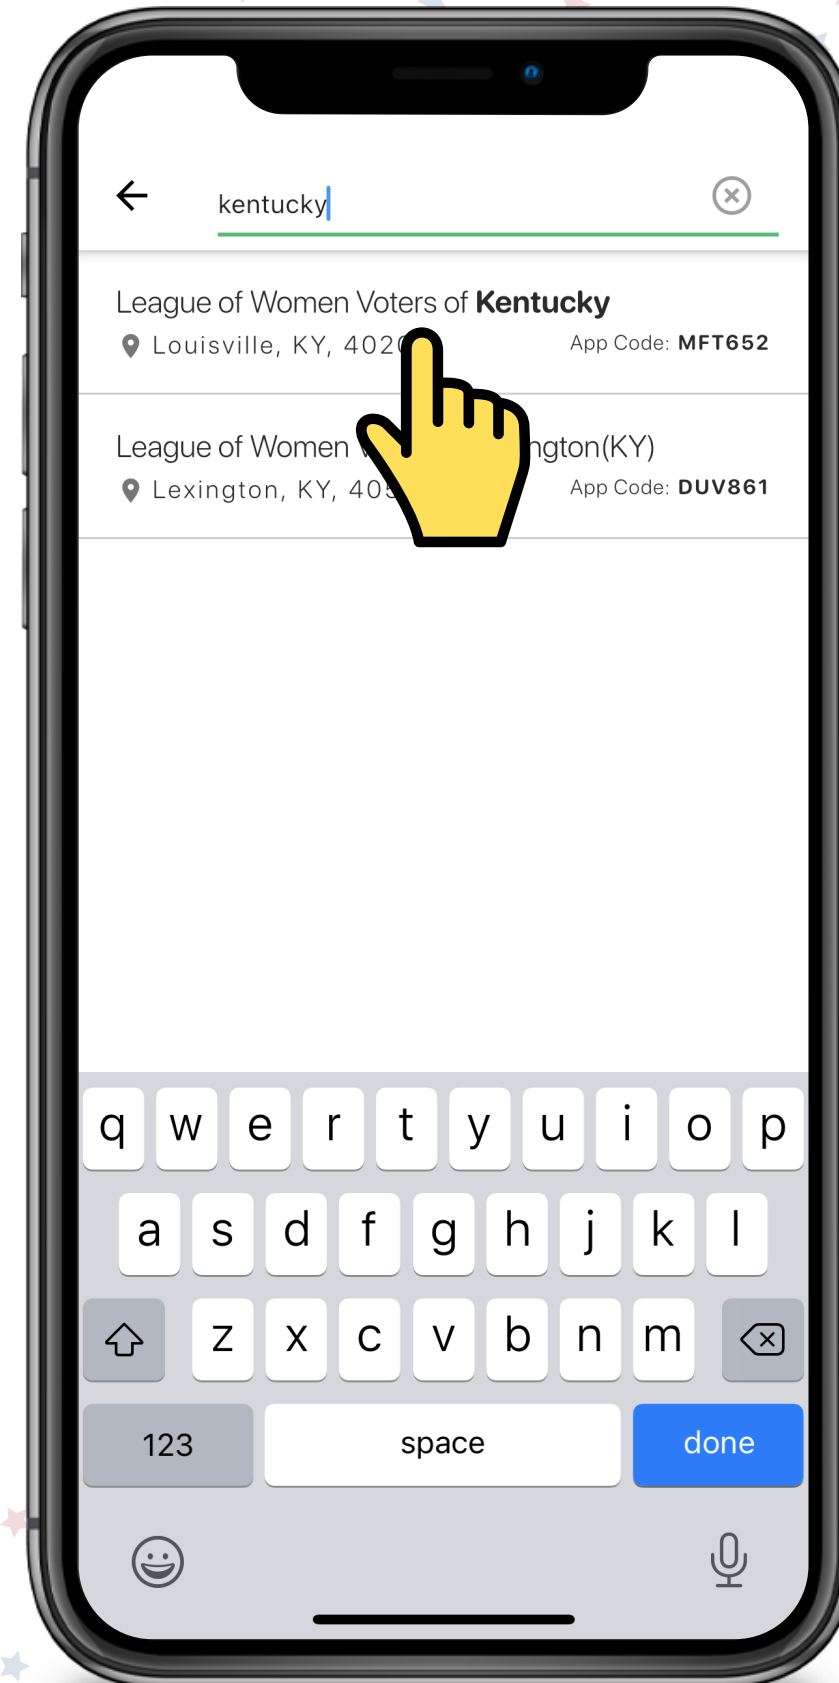 kentucky
League of Women Voters of Kentucky
Louisville, KY, App Code: MFT652
League of Women (KY)
Lexington, KY, App Code: DUV861
q w e r t y u i o p
a s d f g h j k l
z x c v b n m
123 space done